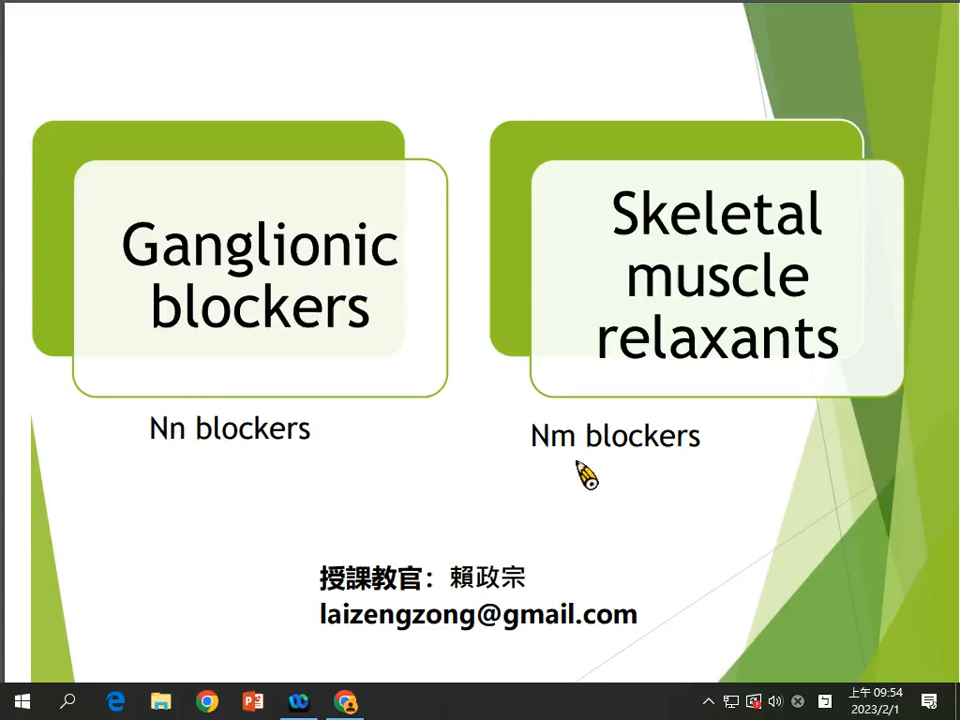 Ganglionic
blockers
Skeletal
muscle
relaxants
Nn blockers
Nm blockers
授課教官：賴政宗
laizengzong@gmail.com
上午 09:54
2023/2/1